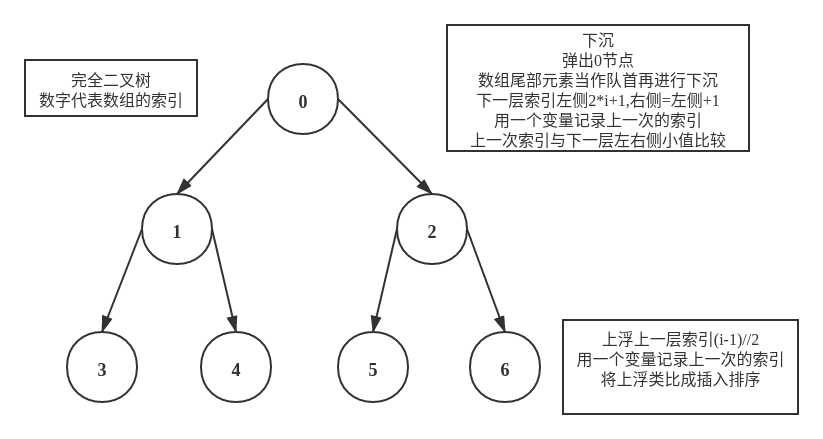 完全二叉树
数字代表数组的索引
下沉
弹出0节点
数组尾部元素当作队首再进行下沉
下一层索引左侧2*i+1,右侧=左侧+1
用一个变量记录上一次的索引
上一次索引与下一层左右侧小值比较
0
1
2
3
4
5
6
上浮上一层索引(i-1)//2
用一个变量记录上一次的索引
将上浮类比成插入排序